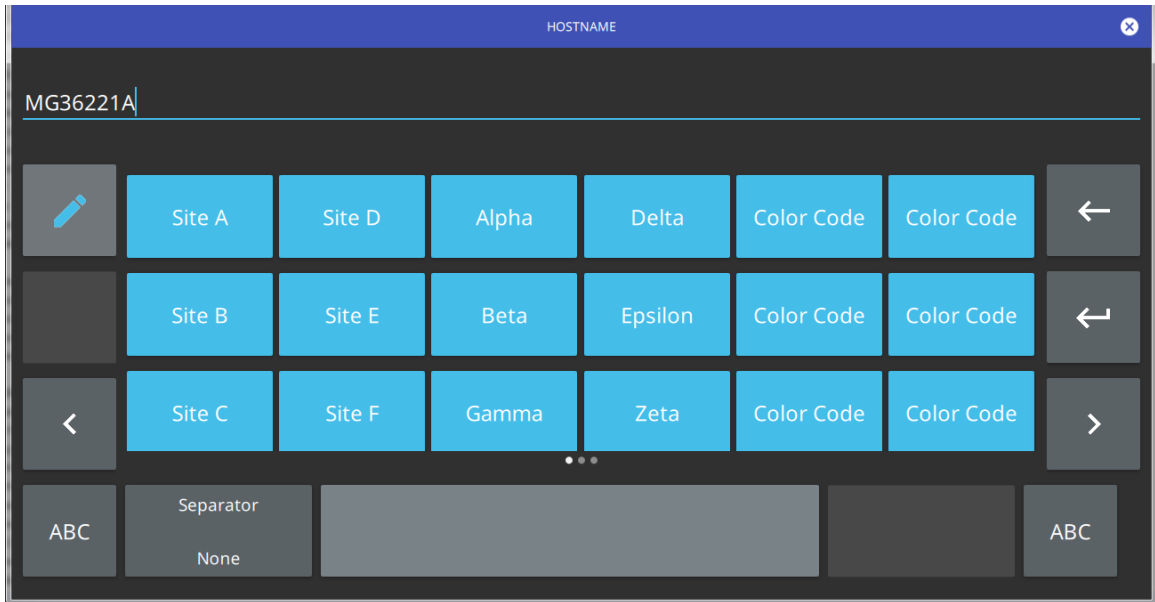 HOSTNAME
MG36221A
Site A Site D Alpha Delta Color Code Color Code
Site B Site E Beta Epsilon Color Code Color Code
Site C Site F Gamma Zeta Color Code Color Code
ABC
Separator
None
ABC